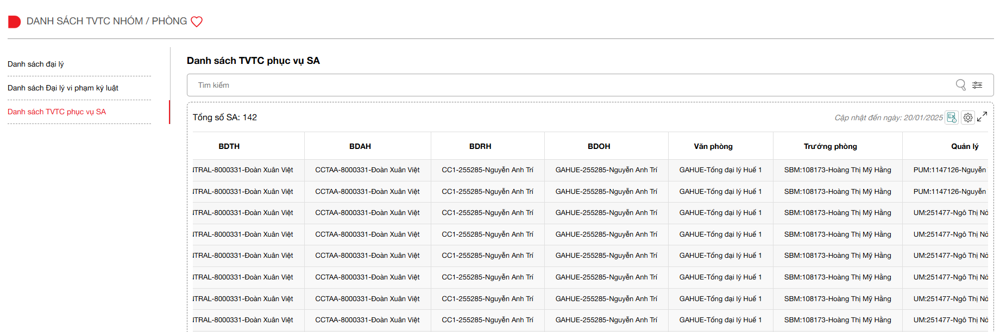 DANH SÁCH TVTC NHÓM / PHÒNG
Danh sách đại lý
Danh sách Đại lý vi phạm kỷ luật
Danh sách TVTC phục vụ SA
Danh sách TVTC phục vụ SA
Tìm kiếm
Tổng số SA: 142 Cập nhật đến ngày: 20/01/2025
BDTH BDAH BDRH BDOH Văn phòng Trưởng phòng Quản lý
NTRAL-8000331-Đoàn Xuân Việt CCTAA-8000331-Đoàn Xuân Việt CC1-255285-Nguyễn Anh Trí GAHUE-255285-Nguyễn Anh Trí GAHUE-Tổng đại lý Huế 1 SBM:108173-Hoàng Thị Mỹ Hằng PUM:1147126-Nguyễn
NTRAL-8000331-Đoàn Xuân Việt CCTAA-8000331-Đoàn Xuân Việt CC1-255285-Nguyễn Anh Trí GAHUE-255285-Nguyễn Anh Trí GAHUE-Tổng đại lý Huế 1 SBM:108173-Hoàng Thị Mỹ Hằng PUM:1147126-Nguyễn
NTRAL-8000331-Đoàn Xuân Việt CCTAA-8000331-Đoàn Xuân Việt CC1-255285-Nguyễn Anh Trí GAHUE-255285-Nguyễn Anh Trí GAHUE-Tổng đại lý Huế 1 SBM:108173-Hoàng Thị Mỹ Hằng UM:251477-Ngô Thị
NTRAL-8000331-Đoàn Xuân Việt CCTAA-8000331-Đoàn Xuân Việt CC1-255285-Nguyễn Anh Trí GAHUE-255285-Nguyễn Anh Trí GAHUE-Tổng đại lý Huế 1 SBM:108173-Hoàng Thị Mỹ Hằng UM:251477-Ngô Thị
NTRAL-8000331-Đoàn Xuân Việt CCTAA-8000331-Đoàn Xuân Việt CC1-255285-Nguyễn Anh Trí GAHUE-255285-Nguyễn Anh Trí GAHUE-Tổng đại lý Huế 1 SBM:108173-Hoàng Thị Mỹ Hằng UM:251477-Ngô Thị
NTRAL-8000331-Đoàn Xuân Việt CCTAA-8000331-Đoàn Xuân Việt CC1-255285-Nguyễn Anh Trí GAHUE-255285-Nguyễn Anh Trí GAHUE-Tổng đại lý Huế 1 SBM:108173-Hoàng Thị Mỹ Hằng UM:251477-Ngô Thị
NTRAL-8000331-Đoàn Xuân Việt CCTAA-8000331-Đoàn Xuân Việt CC1-255285-Nguyễn Anh Trí GAHUE-255285-Nguyễn Anh Trí GAHUE-Tổng đại lý Huế 1 SBM:108173-Hoàng Thị Mỹ Hằng UM:251477-Ngô Thị
NTRAL-8000331-Đoàn Xuân Việt CCTAA-8000331-Đoàn Xuân Việt CC1-255285-Nguyễn Anh Trí GAHUE-255285-Nguyễn Anh Trí GAHUE-Tổng đại lý Huế 1 SBM:108173-Hoàng Thị Mỹ Hằng UM:251477-Ngô Thị